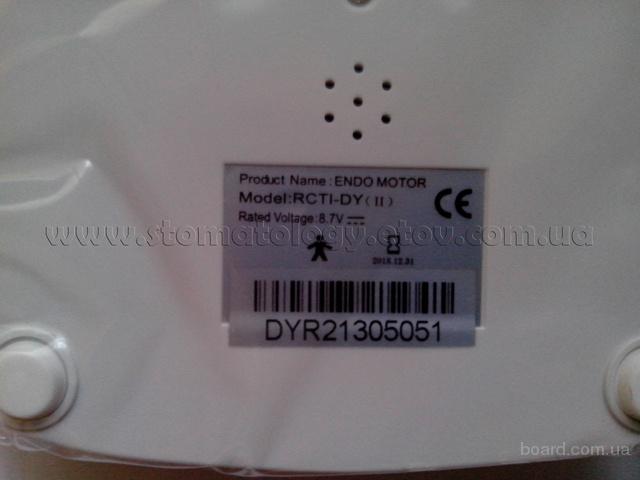 Product Name : ENDO MOTOR
Model:RCTI-DY( II )
Rated Voltage:8.7V
CE
www.stomatology.etov.com.ua
2018.12.31
DYR21305051
board.com.ua